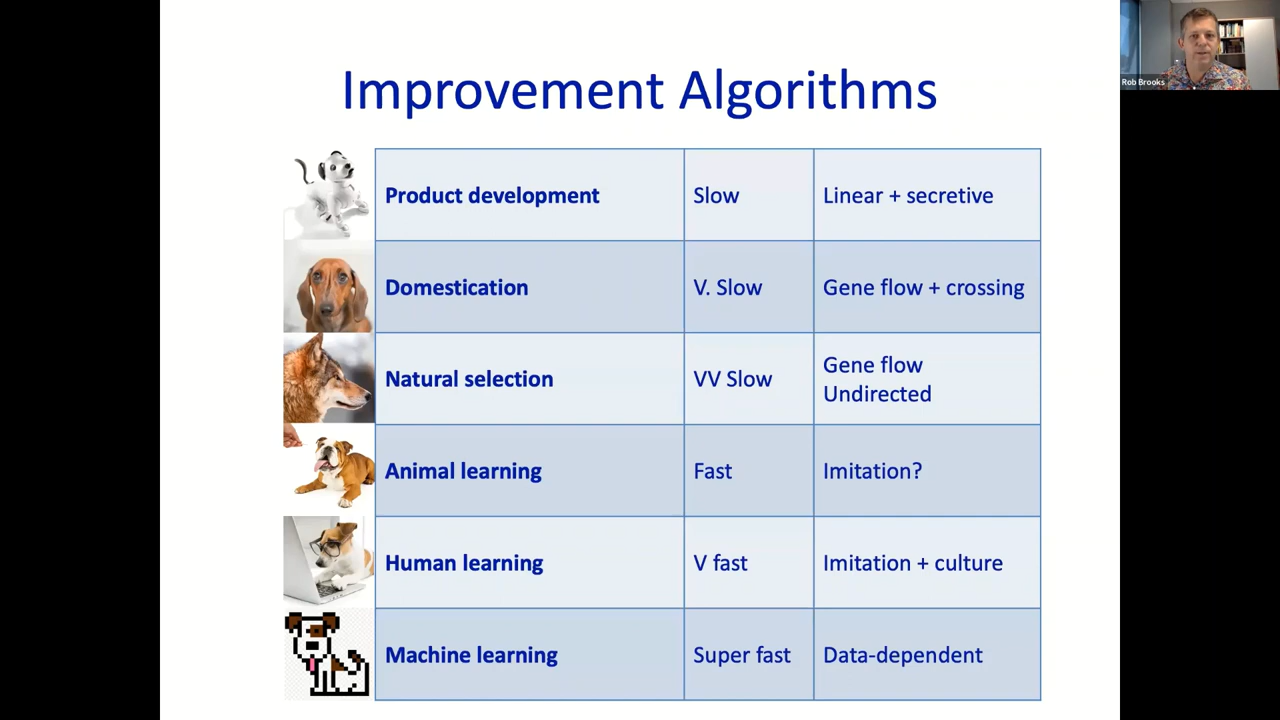 Improvement Algorithms
Rob Brooks
Product development Slow Linear + secretive
Domestication V. Slow Gene flow + crossing
Natural selection VV Slow Gene flow
Undirected
Animal learning Fast Imitation?
Human learning V fast Imitation + culture
Machine learning Super fast Data-dependent